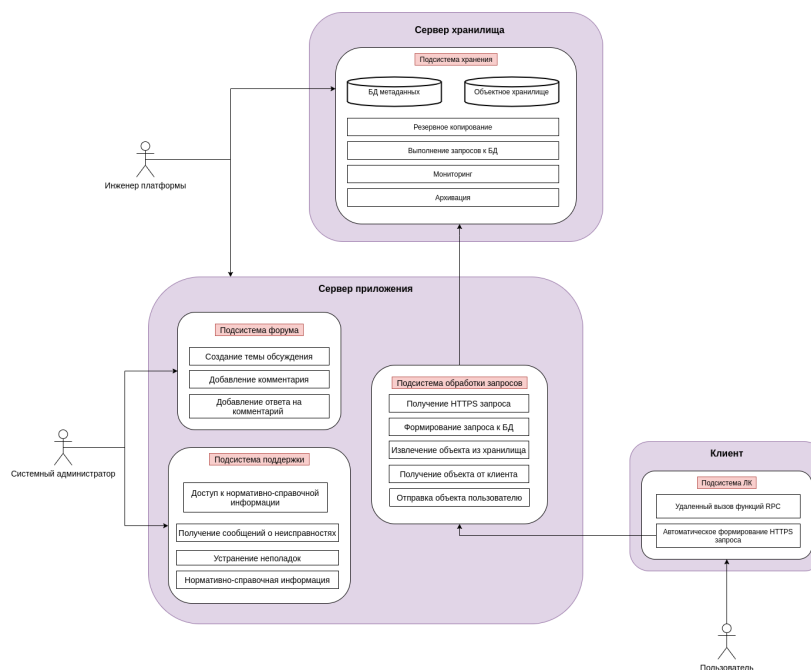 Сервер хранилища
Подсистема хранения
БД метаданных
Объектное хранилище
Резервное копирование
Выполнение запросов к БД
Мониторинг
Архивация
Инженер платформы
Сервер приложения
Подсистема форума
Создание темы обсуждения
Добавление комментария
Добавление ответа на
комментарий
Подсистема обработки запросов
Получение HTTPS запроса
Формирование запроса к БД
Извлечение объекта из хранилища
Получение объекта от клиента
Отправка объекта пользователю
Системный администратор
Подсистема поддержки
Доступ к нормативно-справочной
информации
Получение сообщений о неисправностях
Устранение неполадок
Нормативно-справочная информация
Клиент
Подсистема ЛК
Удаленный вызов функций RPC
Автоматическое формирование HTTPS
запроса
Пользователь